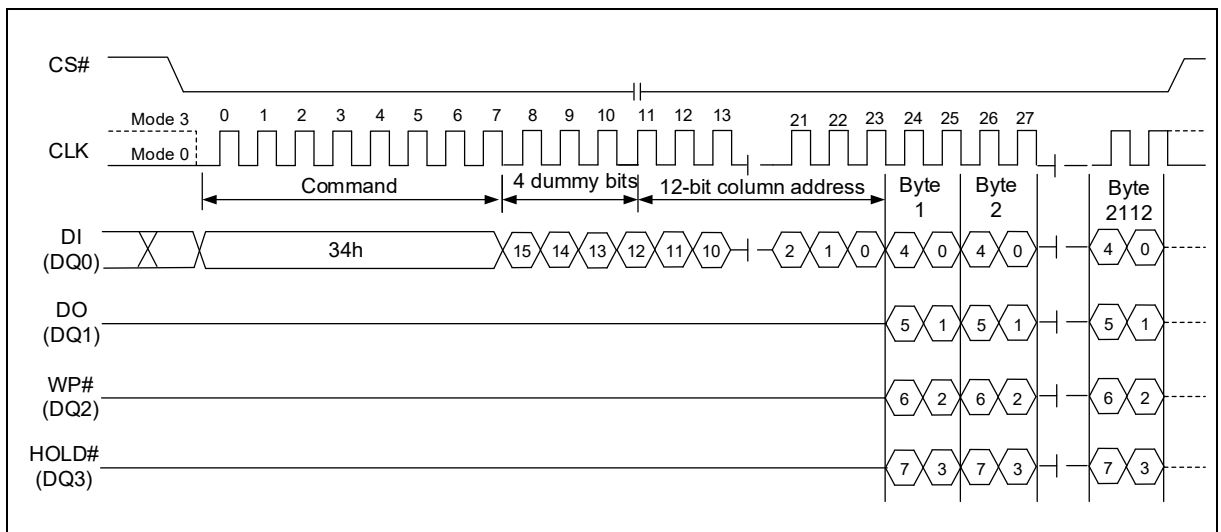 CS#
Mode 3 0 1 2 3 4 5 6 7 8 9 10 11 12 13 21 22 23 24 25 26 27
CLK
Mode 0
Command 4 dummy bits 12-bit column address Byte 1 Byte 2 Byte 2112
DI (DQ0) 34h 15 14 13 12 11 10 2 1 0 4 0 4 0 4 0
DO (DQ1) 5 1 5 1 5 1
WP# (DQ2) 6 2 6 2 6 2
HOLD# (DQ3) 7 3 7 3 7 3